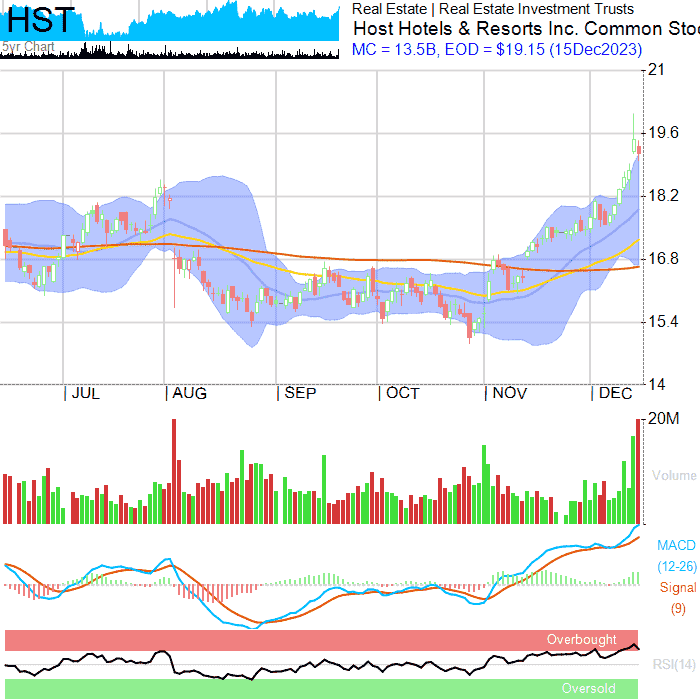 HST
5yr Chart
Real Estate | Real Estate Investment Trusts
Host Hotels & Resorts Inc. Common Stoc
MC = 13.5B, EOD = $19.15 (15Dec2023)
21
19.6
18.2
16.8
15.4
14
JUL AUG SEP OCT NOV DEC
20M
Volume
MACD
(12-26)
Signal
(9)
Overbought
RSI(14)
Oversold